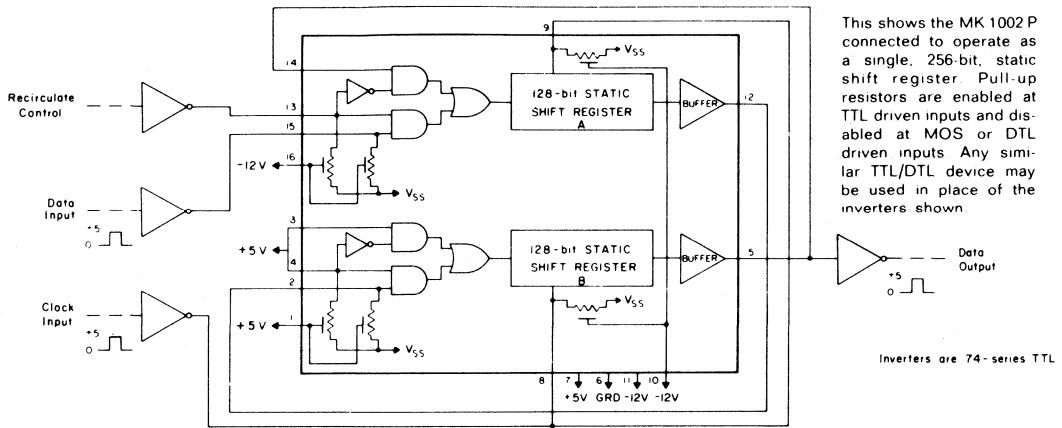 This shows the MK 1002 P
connected to operate as
a single, 256-bit, static
shift register. Pull-up
resistors are enabled at
TTL driven inputs and dis-
abled at MOS or DTL
driven inputs Any simi-
lar TTL/DTL device may
be used in place of the
inverters shown
Inverters are 74-series TTL
Recirculate
Control
Data
Input
+5
0
Clock
Input
+5
0
14
13
15
16
-12V
3
+5V
4
2
1
+5V
9
VSS
128-bit STATIC
SHIFT REGISTER
A
BUFFER
12
VSS
128-bit STATIC
SHIFT REGISTER
B
BUFFER
5
VSS
VSS
8
7
6
11
10
+5V
GRD
-12V
-12V
Data
Output
+5
0